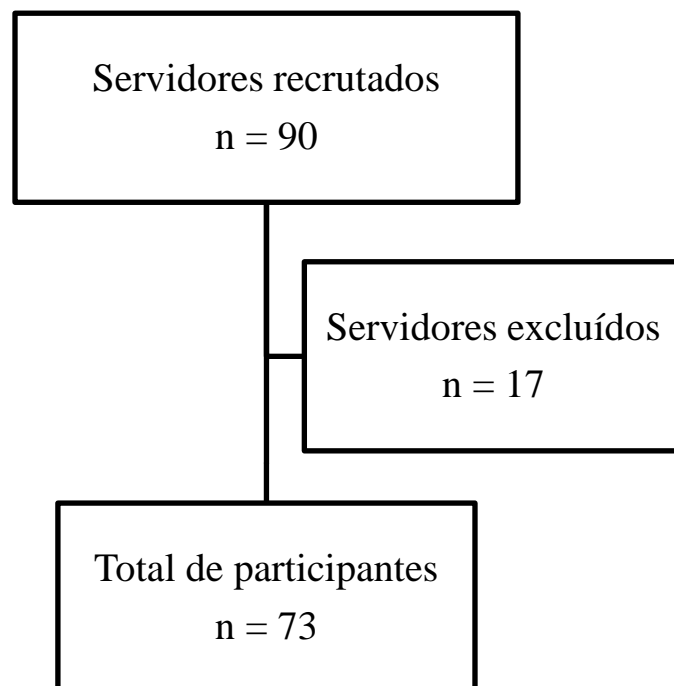 Servidores recrutados
n = 90
Servidores excluídos
n = 17
Total de participantes
n = 73